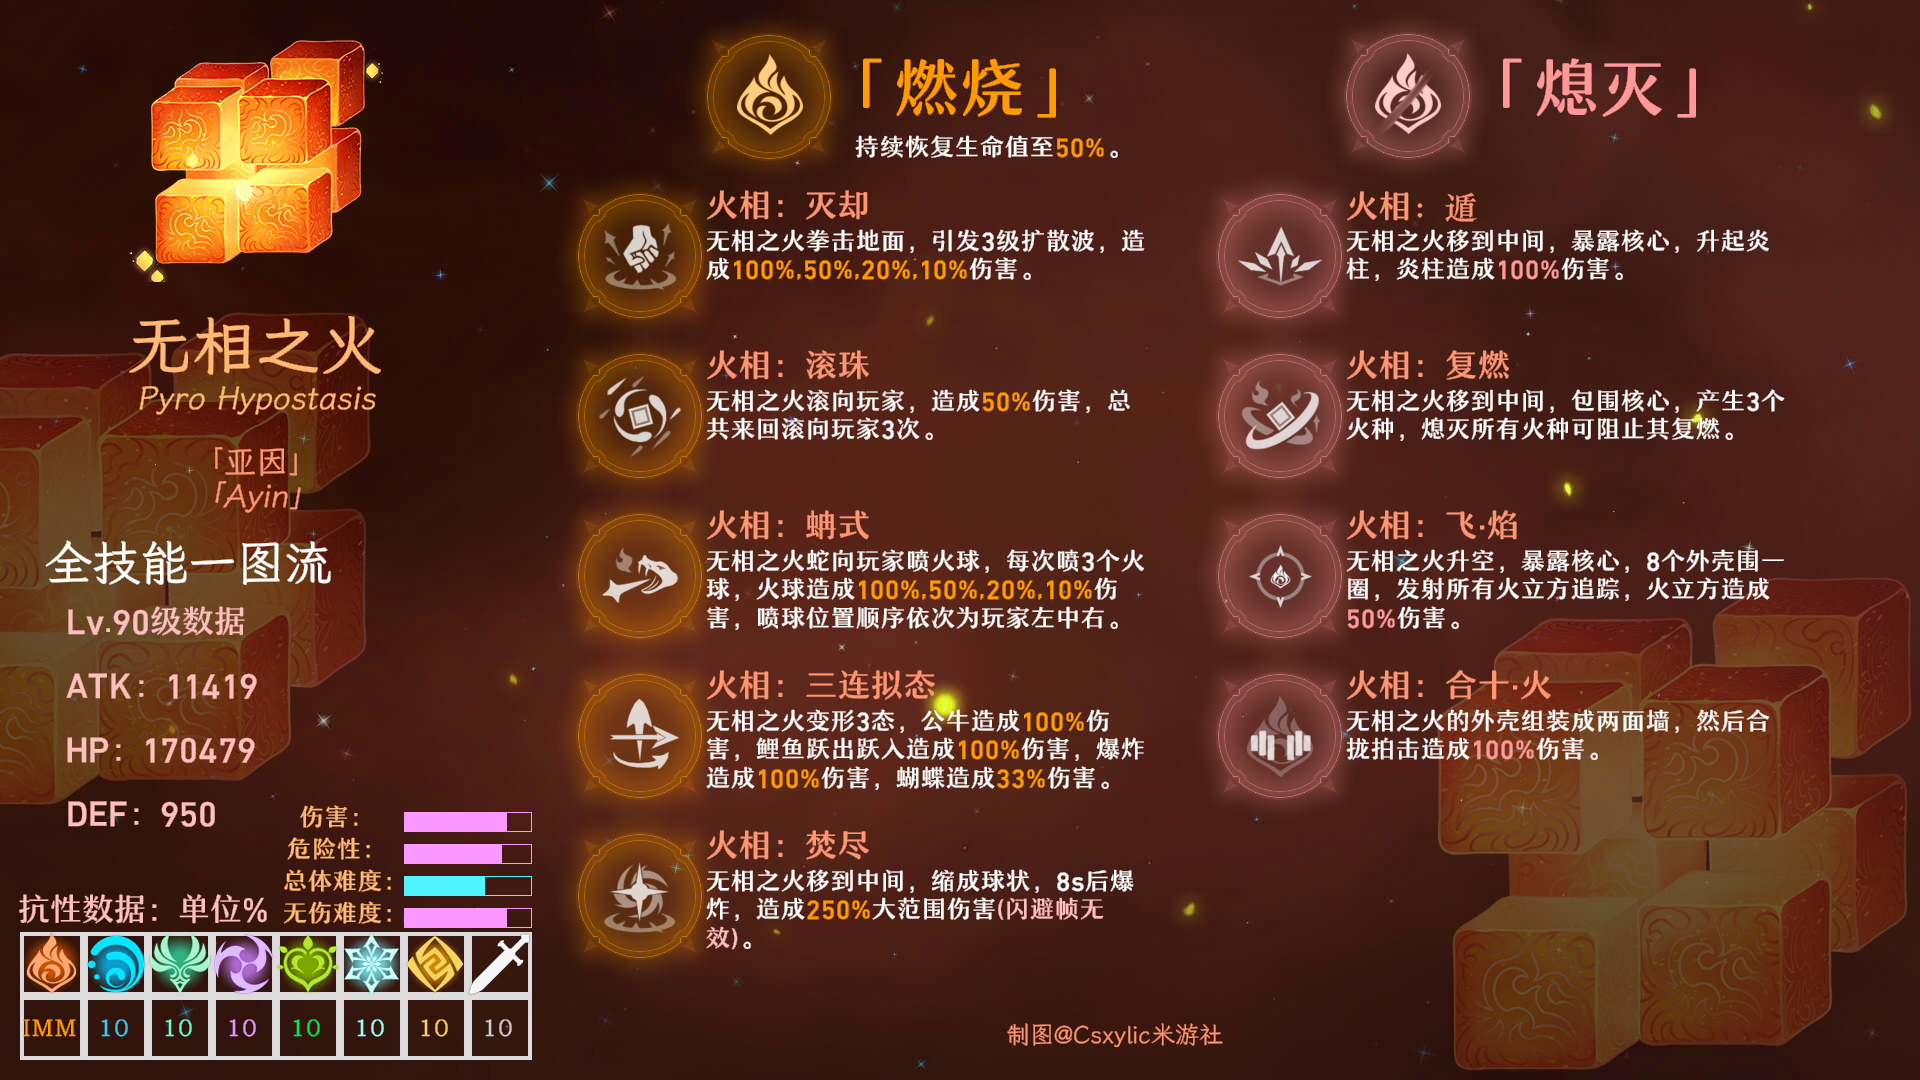 无相之火
Pyro Hypostasis
「亚因」
「Ayin」
全技能一图流
Lv.90级数据
ATK：11419
HP：170479
DEF：950
伤害：
危险性：
总体难度：
无伤难度：
抗性数据：单位%
IMM 10 10 10 10 10 10 10
「燃烧」
持续恢复生命值至50%。
火相：灭却
无相之火拳击地面，引发3级扩散波，造
成100%,50%,20%,10%伤害。
火相：滚珠
无相之火滚向玩家，造成50%伤害，总
共来回滚向玩家3次。
火相：蚺式
无相之火蛇向玩家喷火球，每次喷3个火
球，火球造成100%,50%,20%,10%伤
害，喷球位置顺序依次为玩家左中右。
火相：三连拟态
无相之火变形3态，公牛造成100%伤
害，鲤鱼跃出跃入造成100%伤害，爆炸
造成100%伤害，蝴蝶造成33%伤害。
火相：焚尽
无相之火移到中间，缩成球状，8s后爆
炸，造成250%大范围伤害(闪避帧无
效)。
「熄灭」
火相：遁
无相之火移到中间，暴露核心，升起炎
柱，炎柱造成100%伤害。
火相：复燃
无相之火移到中间，包围核心，产生3个
火种，熄灭所有火种可阻止其复燃。
火相：飞·焰
无相之火升空，暴露核心，8个外壳围一
圈，发射所有火立方追踪，火立方造成
50%伤害。
火相：合十·火
无相之火的外壳组装成两面墙，然后合
拢拍击造成100%伤害。
制图@Csxylic米游社